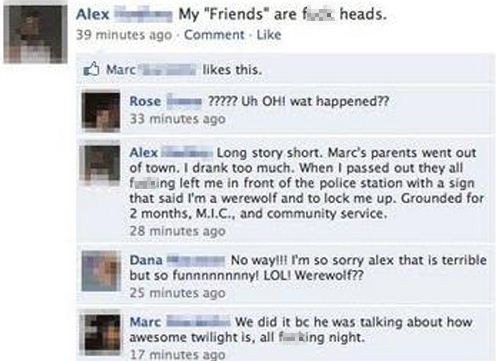 Alex My "Friends" are f heads.
39 minutes ago · Comment · Like
Marc likes this.
Rose ????? Uh OH! wat happened??
33 minutes ago
Alex Long story short. Marc's parents went out
of town. I drank too much. When I passed out they all
f ing left me in front of the police station with a sign
that said I'm a werewolf and to lock me up. Grounded for
2 months, M.I.C., and community service.
28 minutes ago
Dana No way!!! I'm so sorry alex that is terrible
but so funnnnnnnny! LOL! Werewolf??
25 minutes ago
Marc We did it bc he was talking about how
awesome twilight is, all f ing night.
17 minutes ago